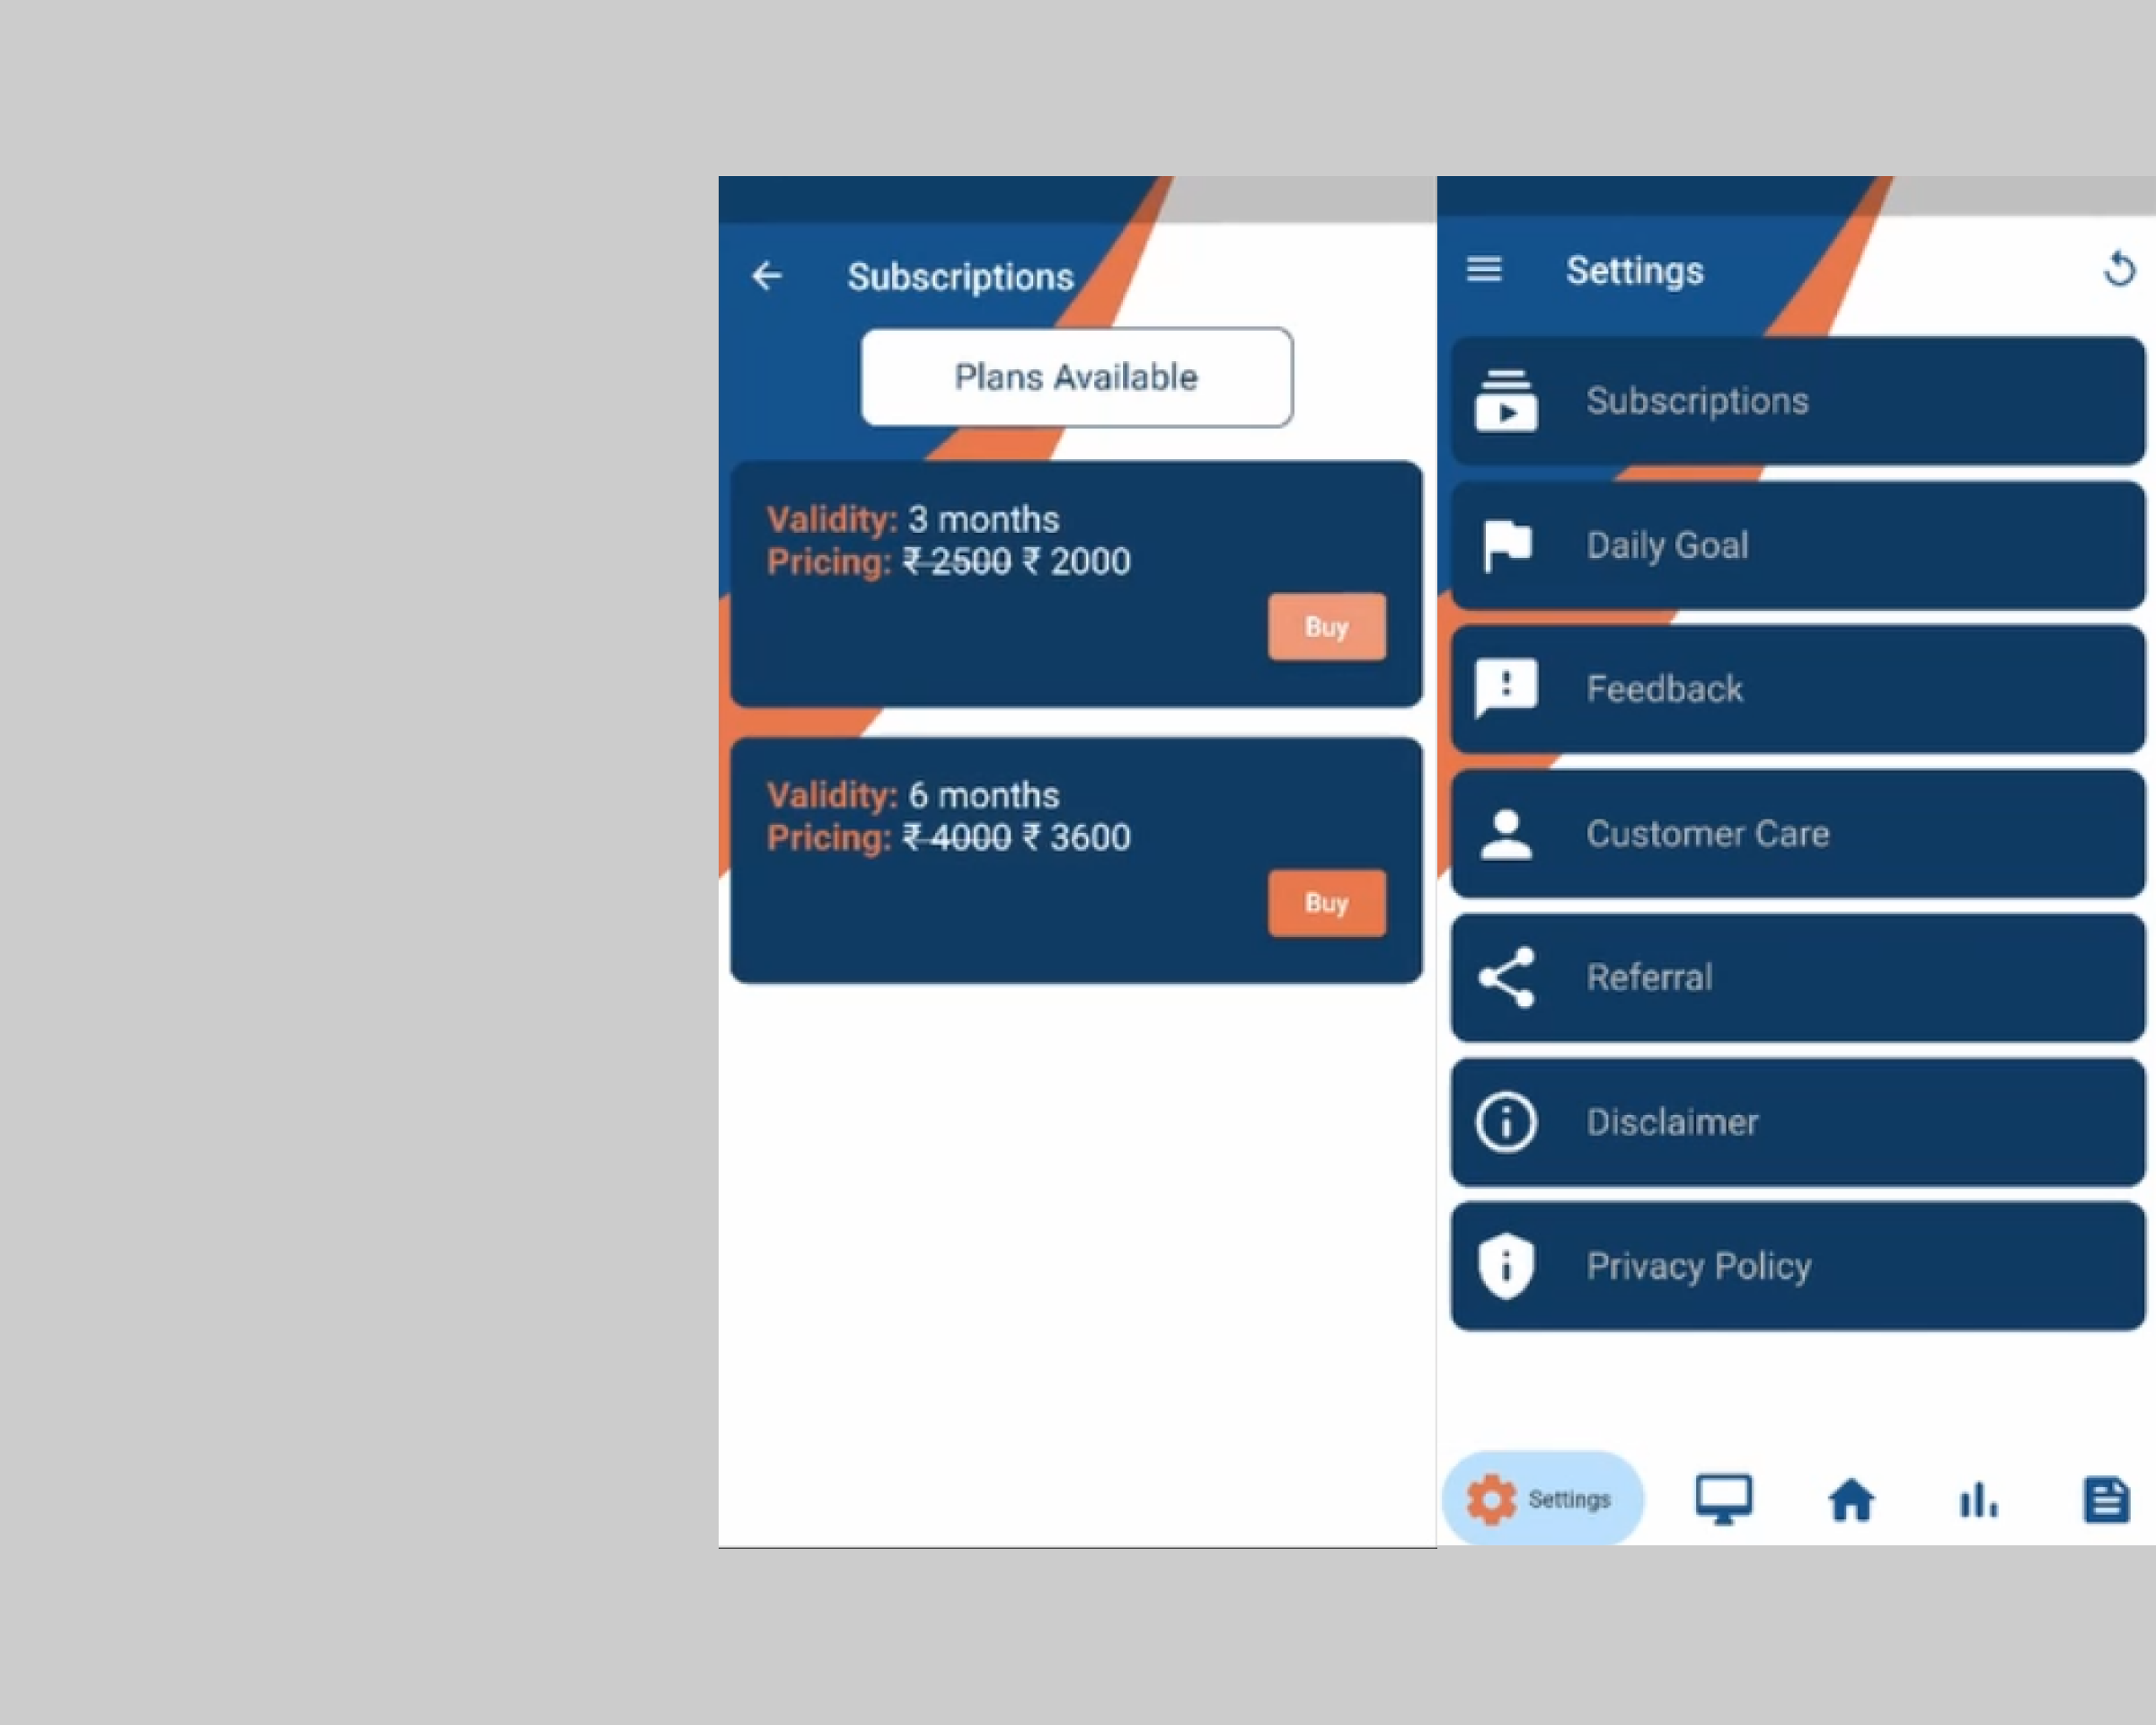 Subscriptions
Plans Available
Validity: 3 months
Pricing: ₹ 2500 ₹ 2000
Buy
Validity: 6 months
Pricing: ₹ 4000 ₹ 3600
Buy
Settings
Subscriptions
Daily Goal
Feedback
Customer Care
Referral
Disclaimer
Privacy Policy
Settings